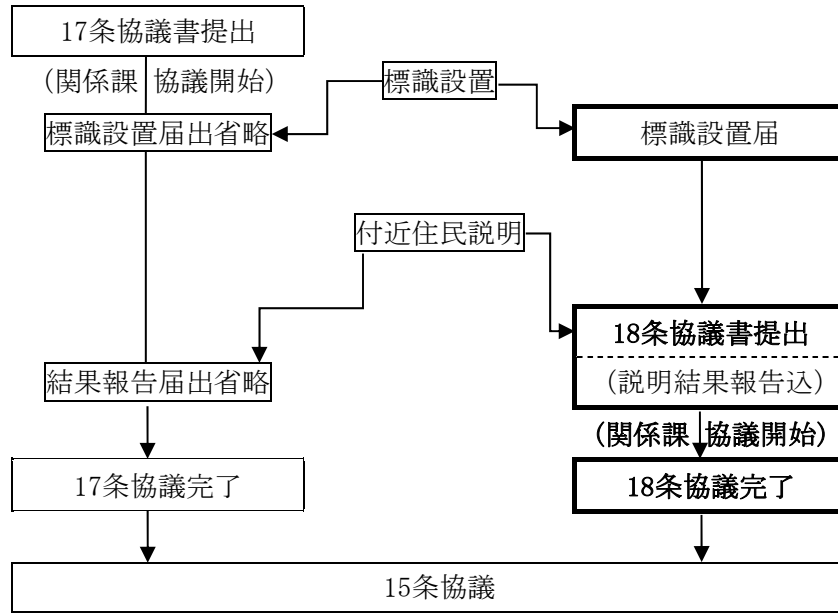 17条協議書提出
(関係課 協議開始)
標識設置
標識設置届出省略
標識設置届
付近住民説明
18条協議書提出
(説明結果報告込)
結果報告届出省略
(関係課 協議開始)
17条協議完了
18条協議完了
15条協議